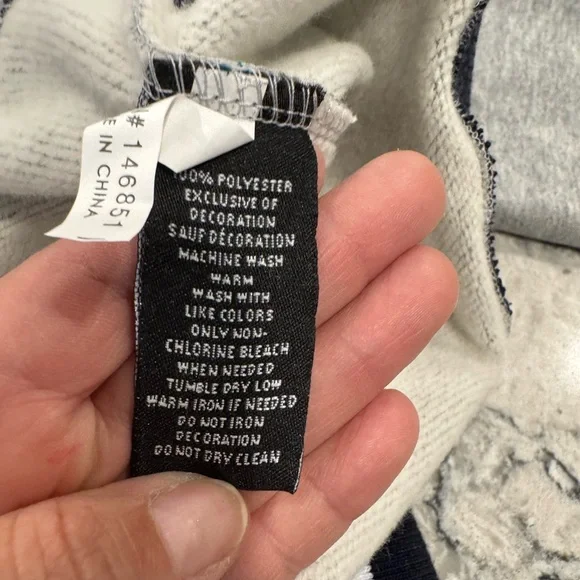 # 146851
E IN CHINA
00% POLYESTER
EXCLUSIVE OF
DECORATION
SAUF DÉCORATION
MACHINE WASH
WARM
WASH WITH
LIKE COLORS
ONLY NON-
CHLORINE BLEACH
WHEN NEEDED
TUMBLE DRY LOW
WARM IRON IF NEEDED
DO NOT IRON
DECORATION
DO NOT DRY CLEAN